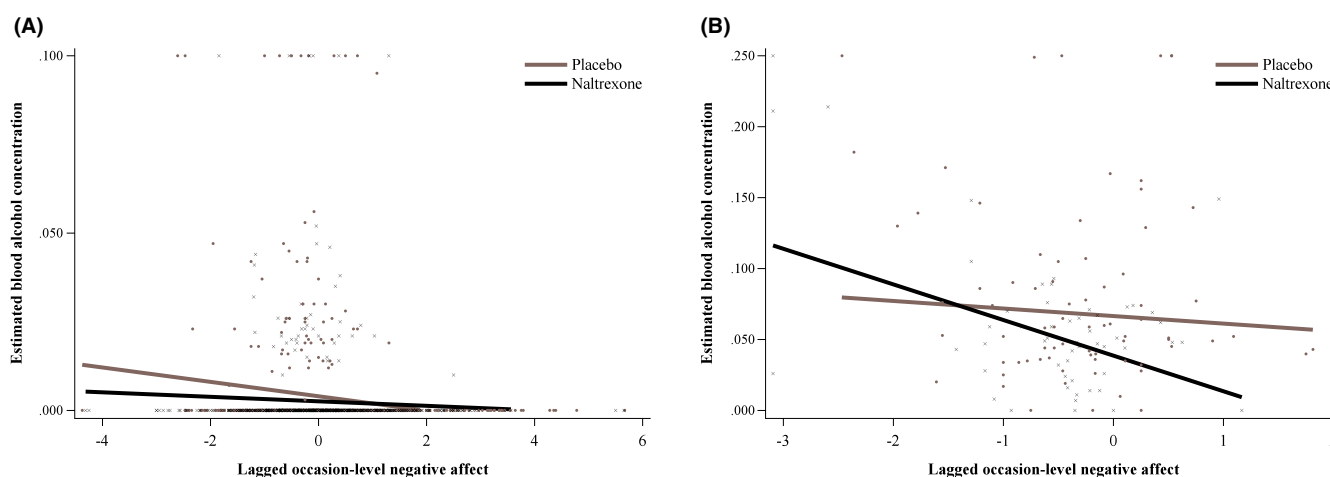 (A)
Placebo
Naltrexone
.100
.050
.000
-4
-2
0
2
4
6
Estimated blood alcohol concentration
Lagged occasion-level negative affect
(B)
Placebo
Naltrexone
.250
.200
.150
.100
.050
.000
-3
-2
-1
0
1
Estimated blood alcohol concentration
Lagged occasion-level negative affect